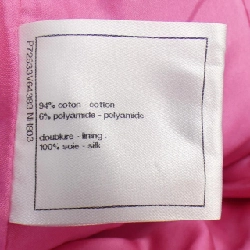 94% coton - cotton
6% polyamide - polyamide
doublure - lining
100% soie - silk